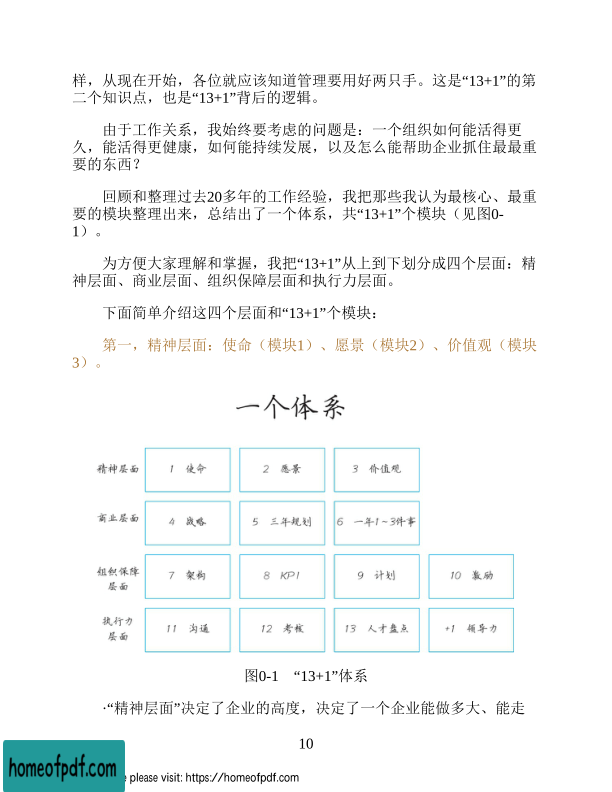 样，从现在开始，各位就应该知道管理要用好两只手。这是“13+1”的第
二个知识点，也是“13+1”背后的逻辑。
由于工作关系，我始终要考虑的问题是：一个组织如何能活得更
久，能活得更健康，如何能持续发展，以及怎么能帮助企业抓住最最重
要的东西？
回顾和整理过去20多年的工作经验，我把那些我认为最核心、最重
要的模块整理出来，总结出了一个体系，共“13+1”个模块（见图0-
1）。
为方便大家理解和掌握，我把“13+1”从上到下划分成四个层面：精
神层面、商业层面、组织保障层面和执行力层面。
下面简单介绍这四个层面和“13+1”个模块：
第一，精神层面：使命（模块1）、愿景（模块2）、价值观（模块
3）。
一个体系
精神层面 1 使命 2 愿景 3 价值观
商业层面 4 战略 5 三年规划 6 一年1~3件事
组织保障
层面 7 架构 8 KPI 9 计划 10 激励
执行力
层面 11 沟通 12 考核 13 人才盘点 +1 领导力
图0-1 “13+1”体系
·“精神层面”决定了企业的高度，决定了一个企业能做多大、能走
10
homeofpdf.com
e please visit: https://homeofpdf.com